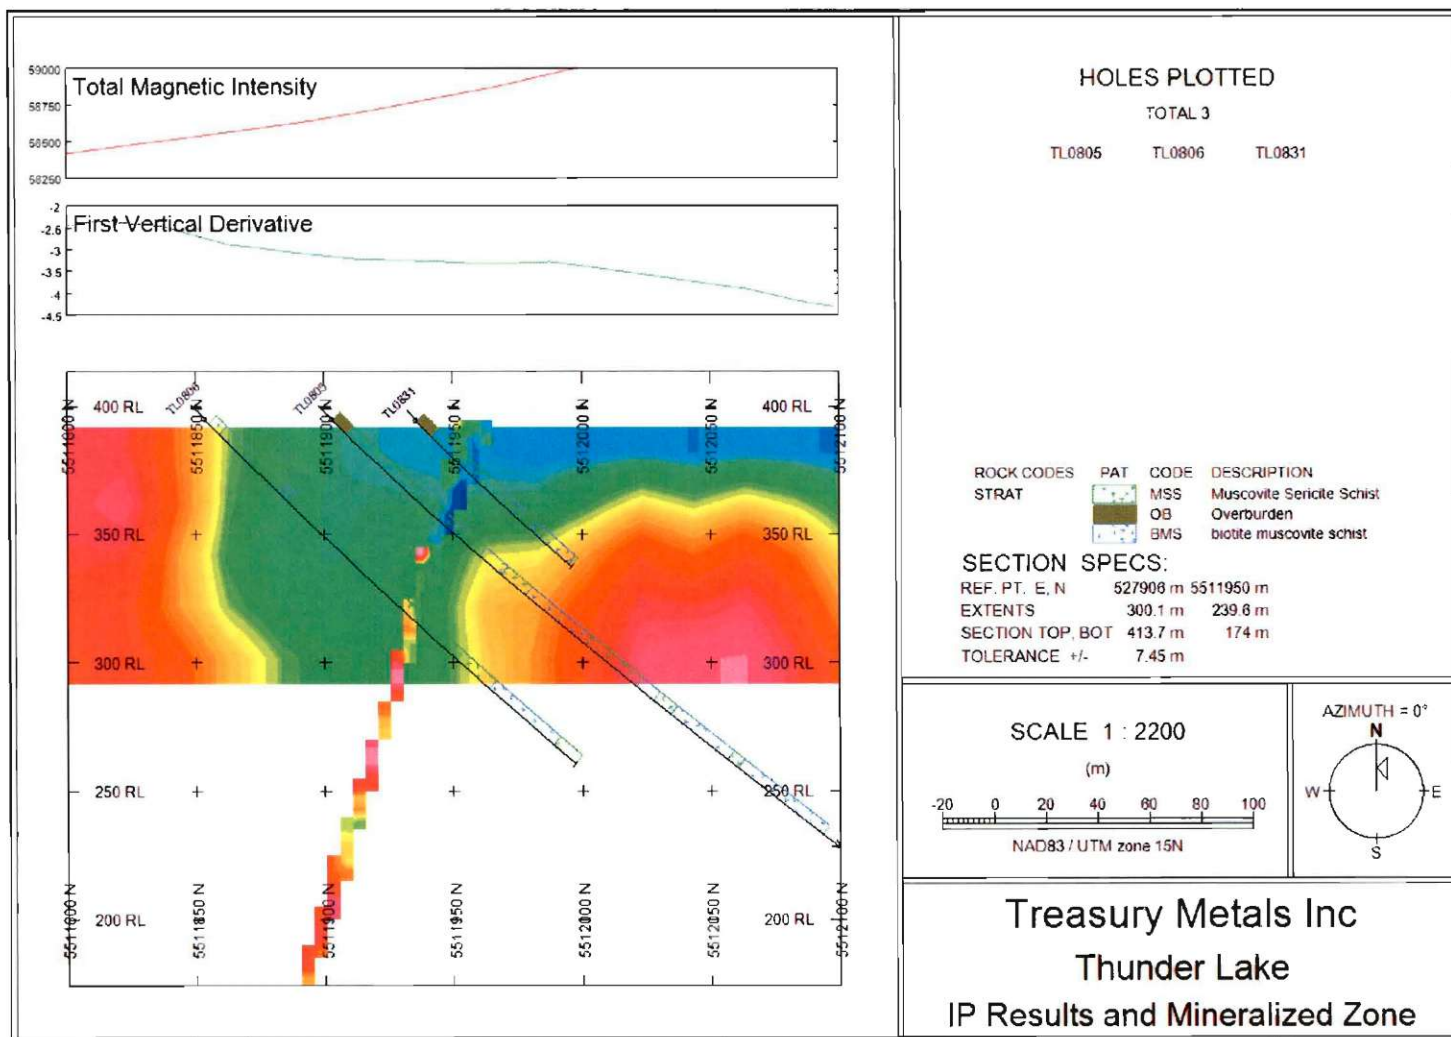 59000
Total Magnetic Intensity
58750
58500
58250
-2
First Vertical Derivative
-2.5
-3
-3.5
-4
-4.5
TL0806
TL0805
TL0831
400 RL
400 RL
5511800 N
5511850 N
5511900 N
5511950 N
5512000 N
5512050 N
5512100 N
350 RL
350 RL
300 RL
300 RL
250 RL
250 RL
200 RL
200 RL
5511800 N
5511850 N
5511900 N
5511950 N
5512000 N
5512050 N
5512100 N
HOLES PLOTTED
TOTAL 3
TL0805 TL0806 TL0831
ROCK CODES PAT CODE DESCRIPTION
STRAT MSS Muscovite Sericite Schist
OB Overburden
BMS biotite muscovite schist
SECTION SPECS:
REF. PT. E, N 527906 m 5511950 m
EXTENTS 300.1 m 239.6 m
SECTION TOP, BOT 413.7 m 174 m
TOLERANCE +/- 7.45 m
SCALE 1 : 2200
(m)
-20 0 20 40 60 80 100
NAD83 / UTM zone 15N
AZIMUTH = 0°
N
W E
S
Treasury Metals Inc
Thunder Lake
IP Results and Mineralized Zone